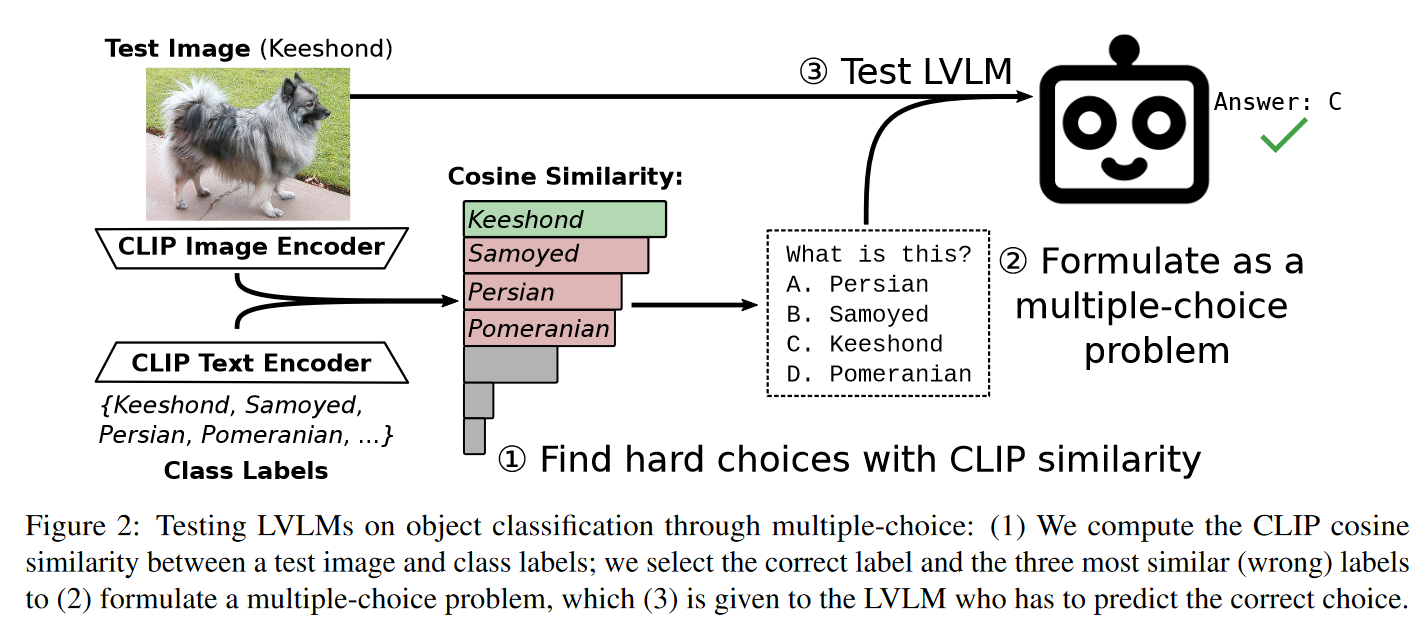 Test Image (Keeshond)
③ Test LVLM
Answer: C
Cosine Similarity:
Keeshond
Samoyed
Persian
Pomeranian
CLIP Image Encoder
CLIP Text Encoder
{Keeshond, Samoyed,
Persian, Pomeranian, ...}
Class Labels
What is this?
A. Persian
B. Samoyed
C. Keeshond
D. Pomeranian
② Formulate as a
multiple-choice
problem
① Find hard choices with CLIP similarity
Figure 2: Testing LVLMs on object classification through multiple-choice: (1) We compute the CLIP cosine
similarity between a test image and class labels; we select the correct label and the three most similar (wrong) labels
to (2) formulate a multiple-choice problem, which (3) is given to the LVLM who has to predict the correct choice.